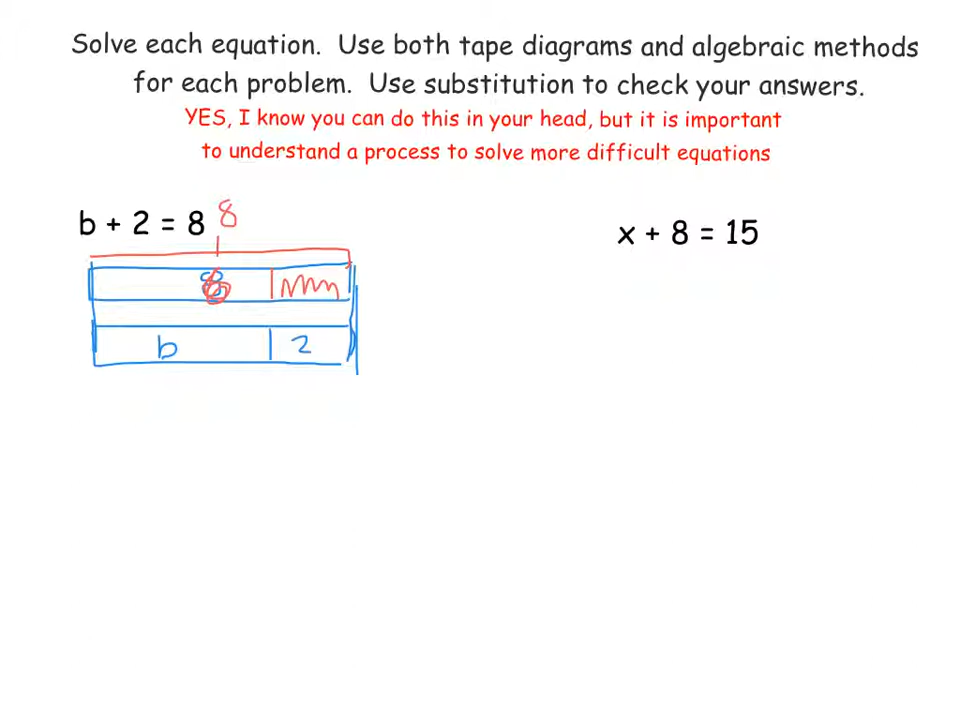 Solve each equation. Use both tape diagrams and algebraic methods
for each problem. Use substitution to check your answers.
YES, I know you can do this in your head, but it is important
to understand a process to solve more difficult equations
b + 2 = 8
8
x + 8 = 15
8
b 2